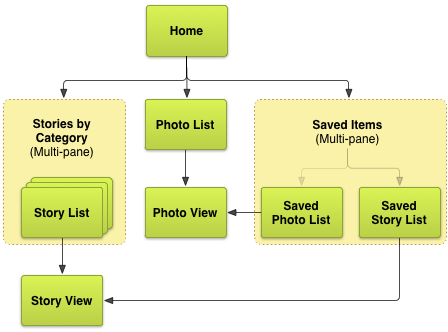 Home
Stories by
Category
(Multi-pane)
Story List
Photo List
Photo View
Saved Items
(Multi-pane)
Saved
Photo List
Saved
Story List
Story View